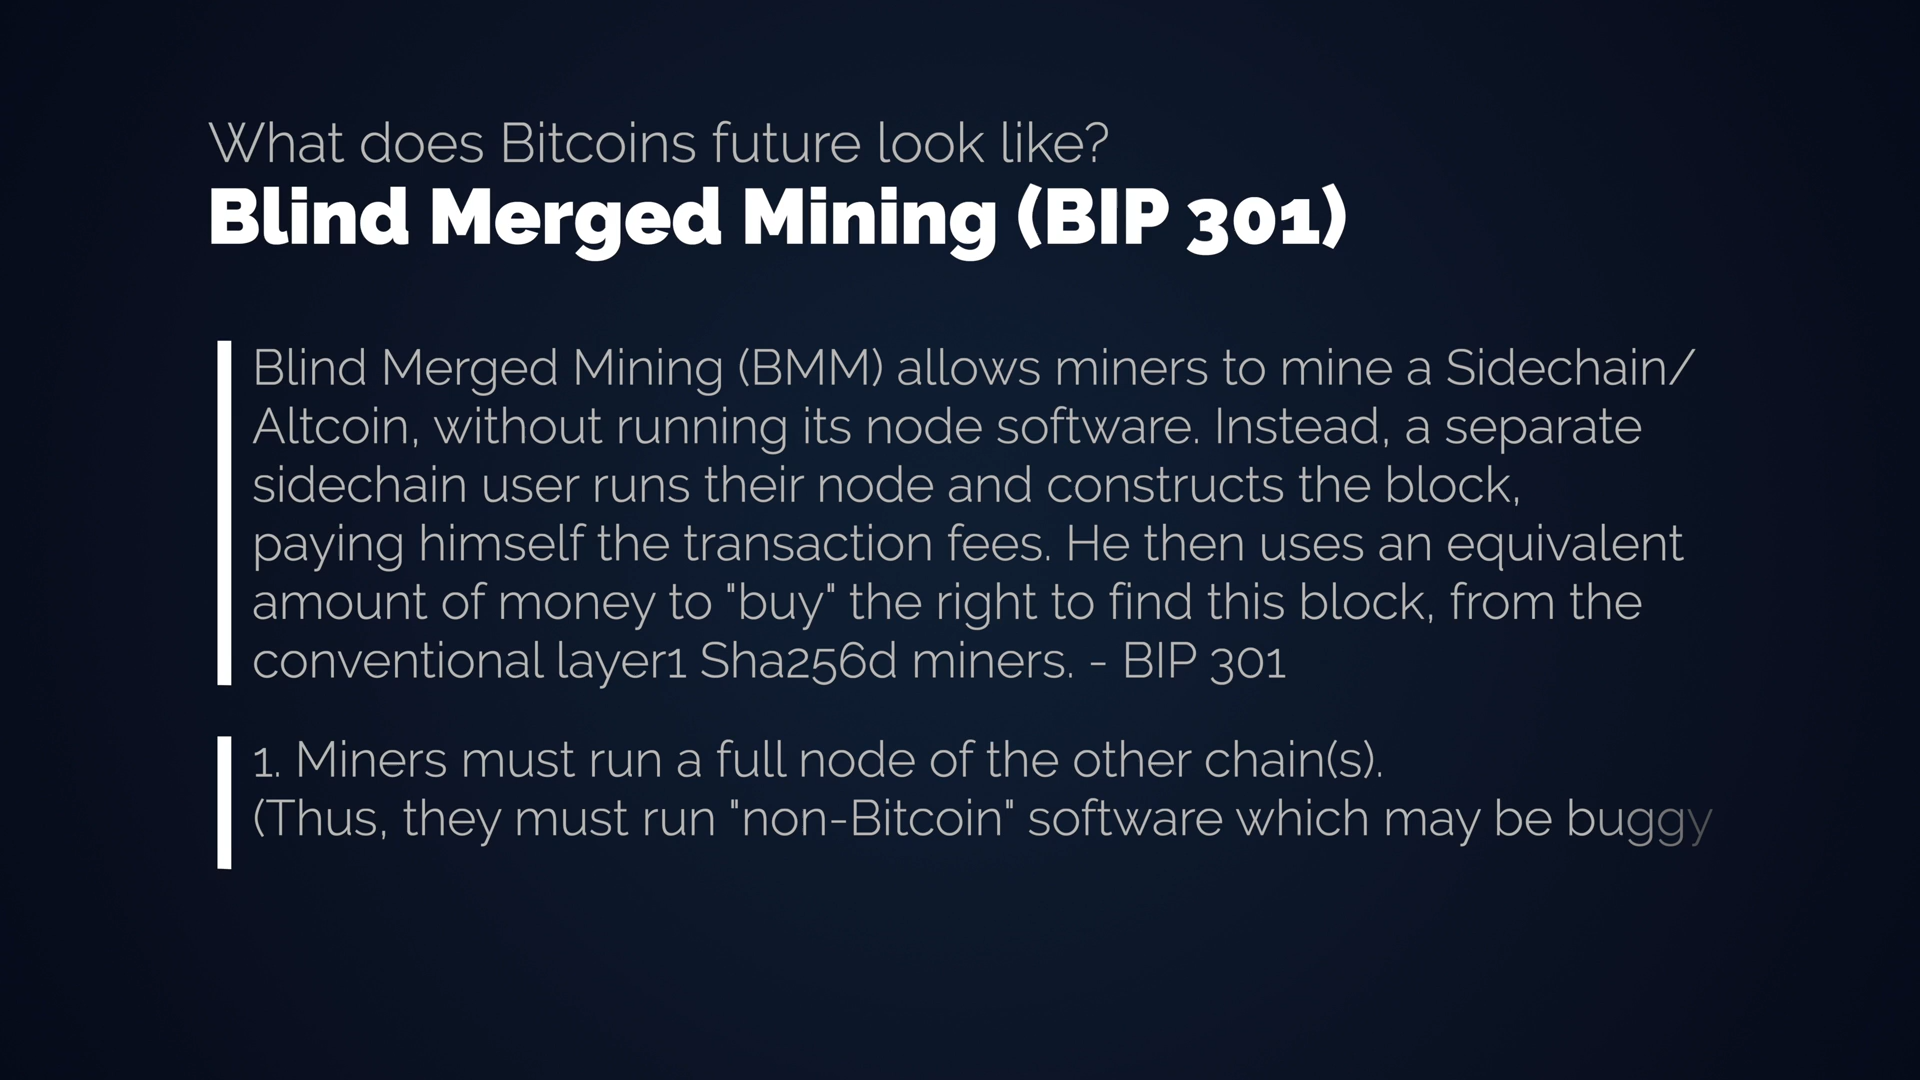 What does Bitcoins future look like?
Blind Merged Mining (BIP 301)
Blind Merged Mining (BMM) allows miners to mine a Sidechain/
Altcoin, without running its node software. Instead, a separate
sidechain user runs their node and constructs the block,
paying himself the transaction fees. He then uses an equivalent
amount of money to "buy" the right to find this block, from the
conventional layer1 Sha256d miners. - BIP 301
1. Miners must run a full node of the other chain(s).
(Thus, they must run "non-Bitcoin" software which may be buggy